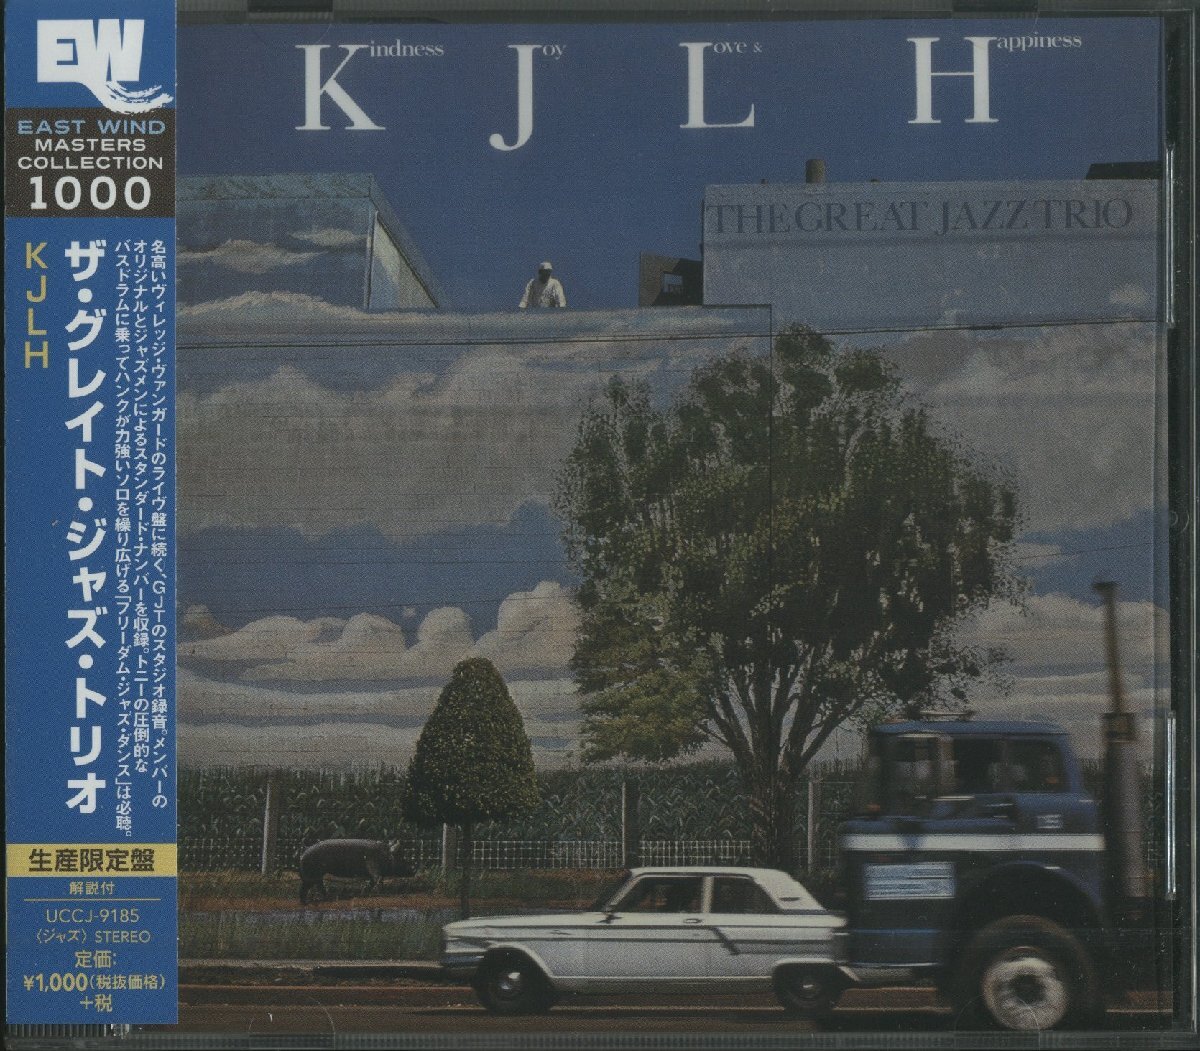 EW
EAST WIND
MASTERS
COLLECTION
1000
KJLH
ザ・グレイト・ジャズ・トリオ
名高いヴィレッジ・ヴァンガードのライヴ盤に続く、GJTのスタジオ録音。メンバーの
オリジナルとジャズメンによるスタンダード・ナンバーを収録。トニーの圧倒的な
バスドラムに乗ってハンクが力強いソロを繰り広げる「フリーダム・ジャズ・ダンス」は必聴。
生産限定盤
解説付
UCCJ-9185
〈ジャズ〉 STEREO
定価:
¥1,000(税抜価格)
+税
Kindness Joy Love & Happiness
THE GREAT JAZZ TRIO